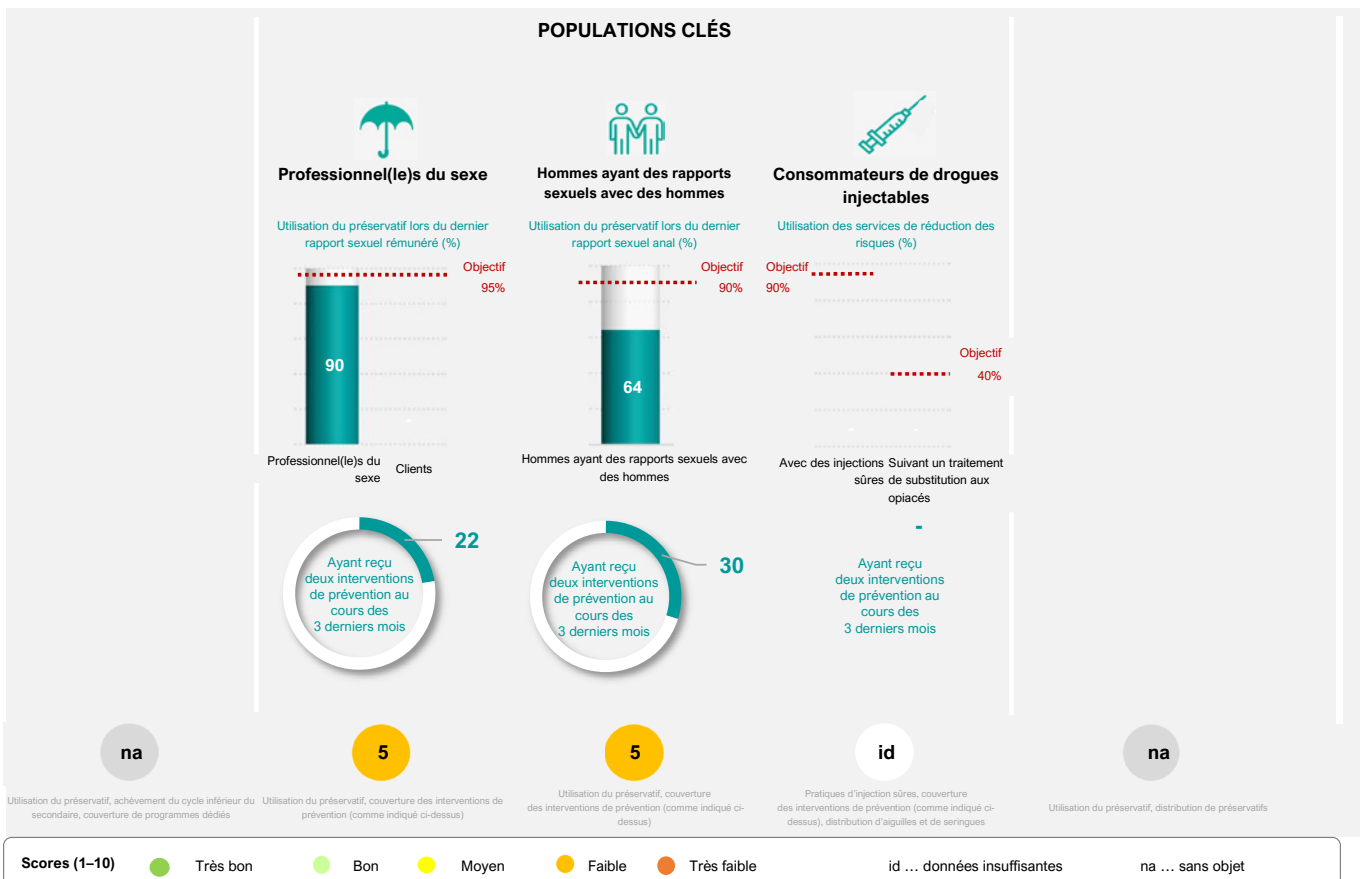 POPULATIONS CLÉS
Professionnel(le)s du sexe
Utilisation du préservatif lors du dernier
rapport sexuel rémunéré (%)
Objectif
95%
90
Professionnel(le)s du
sexe
Clients
22
Ayant reçu
deux interventions
de prévention au
cours des
3 derniers mois
Hommes ayant des rapports
sexuels avec des hommes
Utilisation du préservatif lors du dernier
rapport sexuel anal (%)
Objectif
90%
64
Hommes ayant des rapports sexuels avec
des hommes
30
Ayant reçu
deux interventions
de prévention au
cours des
3 derniers mois
Consommateurs de drogues
injectables
Utilisation des services de réduction des
risques (%)
Objectif
90%
Objectif
40%
Avec des injections
sûres
Suivant un traitement
de substitution aux
opiacés
-
Ayant reçu
deux interventions
de prévention au
cours des
3 derniers mois
na
Utilisation du préservatif, achèvement du cycle inférieur du
secondaire, couverture de programmes dédiés
5
Utilisation du préservatif, couverture des interventions de
prévention (comme indiqué ci-dessus)
5
Utilisation du préservatif, couverture
des interventions de prévention (comme indiqué ci-
dessus)
id
Pratiques d'injection sûres, couverture
des interventions de prévention (comme indiqué ci-
dessus), distribution d'aiguilles et de seringues
na
Utilisation du préservatif, distribution de préservatifs
Scores (1–10) Très bon Bon Moyen Faible Très faible id … données insuffisantes na … sans objet